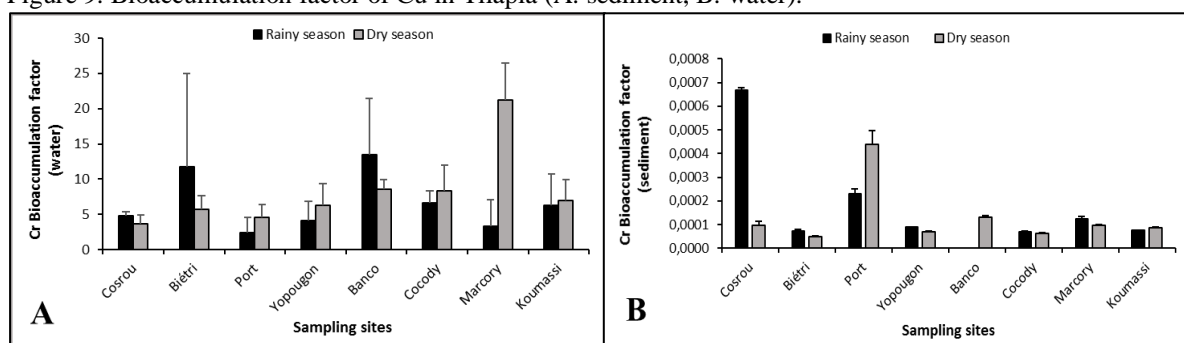 Figure 9. Bioaccumulation factor of Cu in Tilapia (A: sediment, B: water).
Rainy season Dry season
30
25
20
15
10
5
0
Cr Bioaccumulation factor
(water)
Cosrou Biétri Port Yopougon Banco Cocody Marcory Koumassi
Sampling sites
A
Rainy season Dry season
0,0008
0,0007
0,0006
0,0005
0,0004
0,0003
0,0002
0,0001
0,0000
Cr Bioaccumulation factor
(sediment)
Cosrou Biétri Port Yopougon Banco Cocody Marcory Koumassi
Sampling sites
B